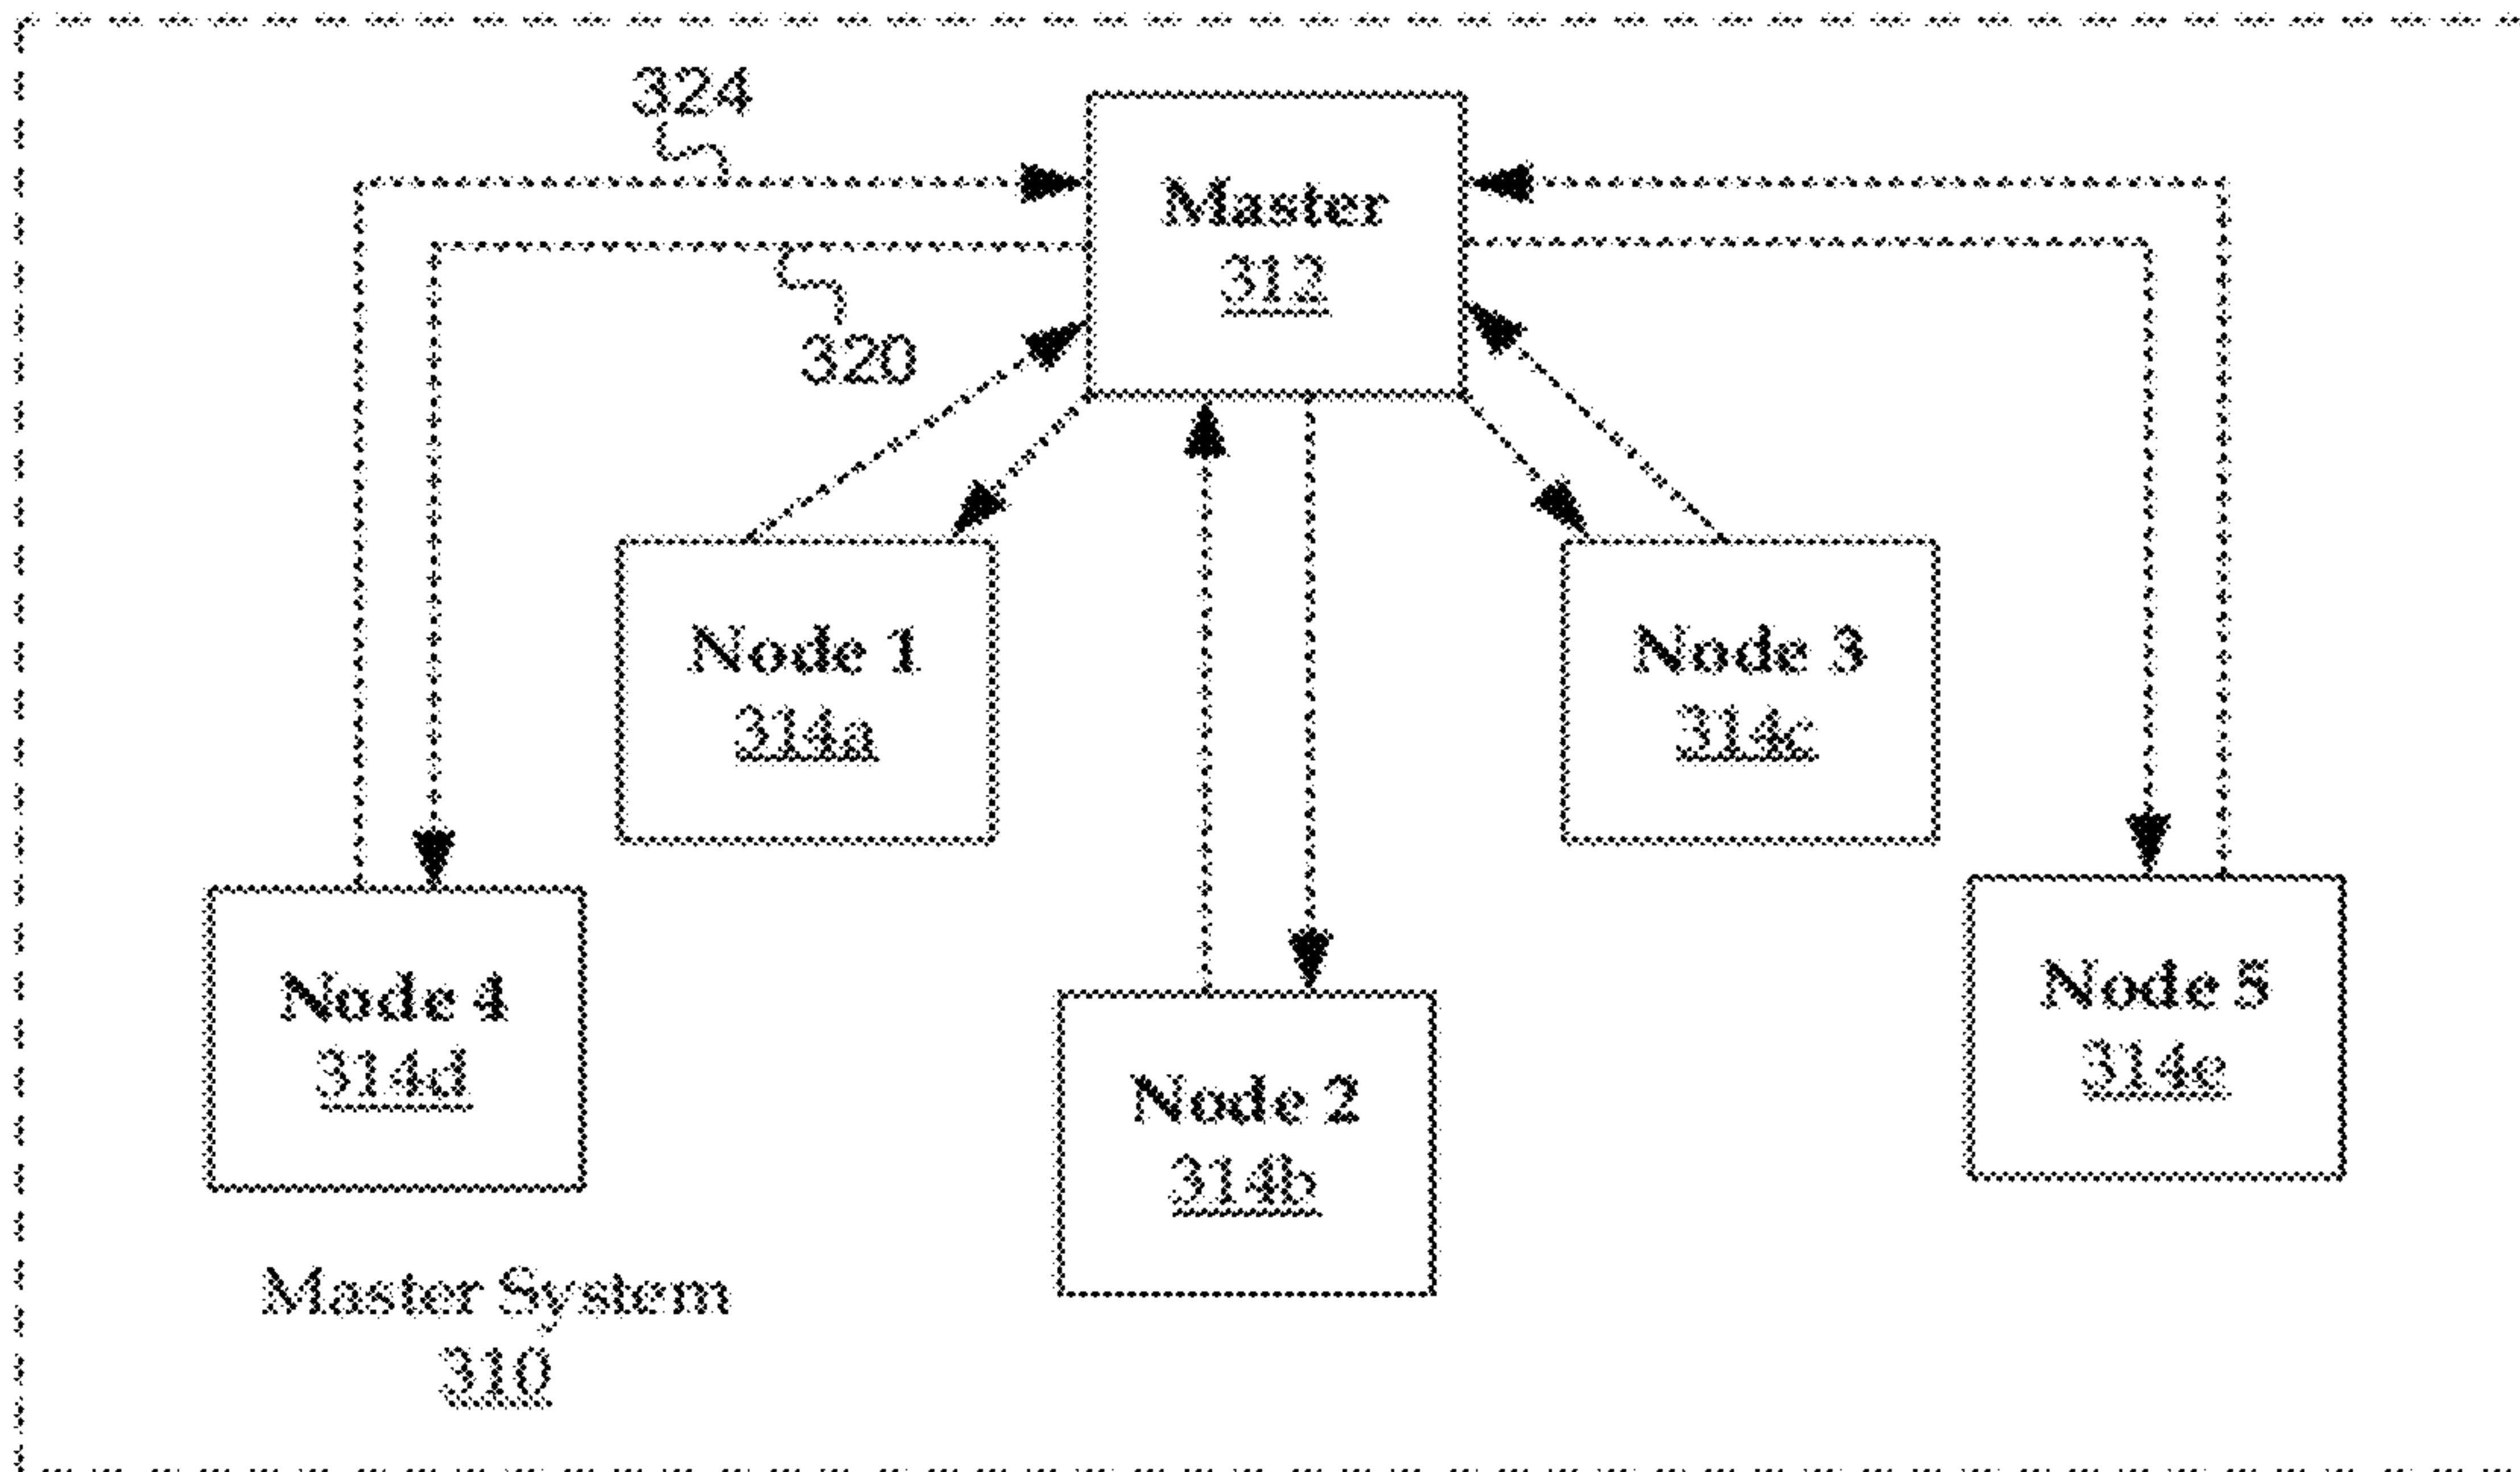 324
Master
312
320
Node 1
314a
Node 3
314c
Node 4
314d
Node 5
314e
Node 2
314b
Master System
310